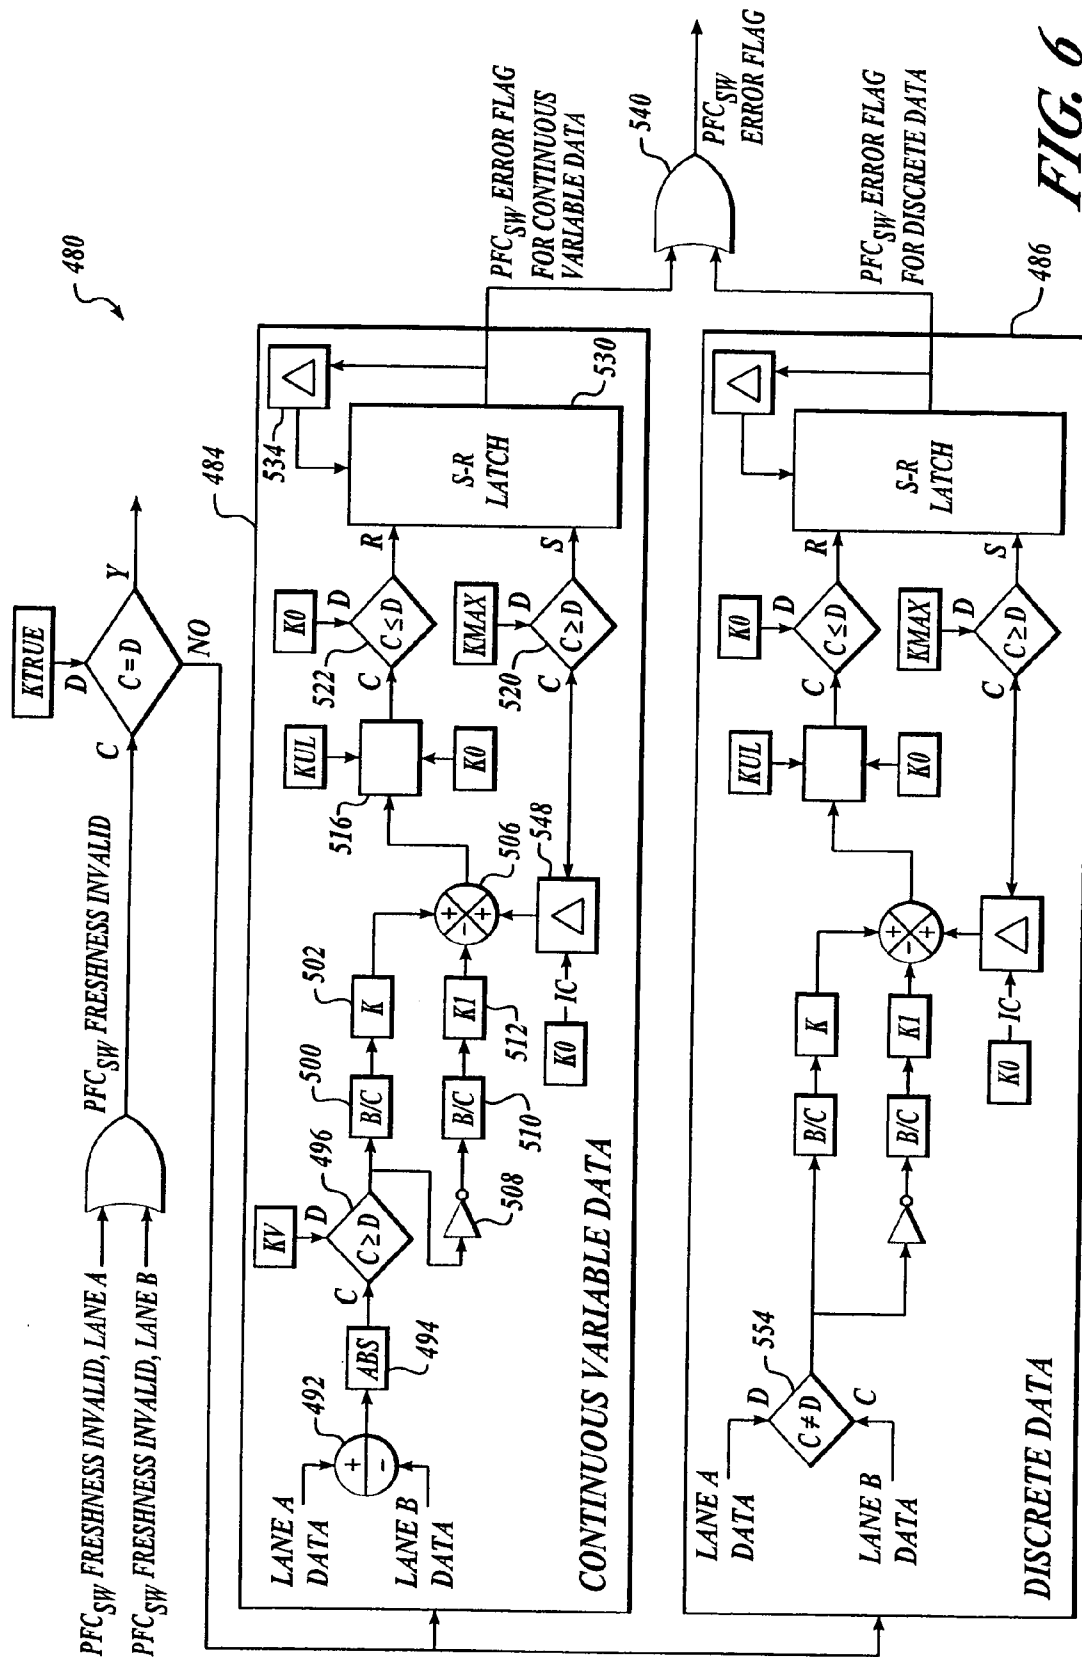 480
PFCSW FRESHNESS INVALID, LANE A
PFCSW FRESHNESS INVALID, LANE B
PFCSW FRESHNESS INVALID
KTRUE
D
C
C = D
Y
NO
484
LANE A
DATA
LANE B
DATA
492
+
-
ABS
494
KV
D
C
C ≥ D
496
B/C
500
K
502
508
B/C
510
K1
512
+
-
+
506
K0
IC
△
548
KUL
516
K0
K0
D
C
C ≤ D
522
R
KMAX
D
C
C ≥ D
520
S
S-R
LATCH
530
△
534
CONTINUOUS VARIABLE DATA
PFCSW ERROR FLAG
FOR CONTINUOUS
VARIABLE DATA
540
PFCSW
ERROR FLAG
PFCSW ERROR FLAG
FOR DISCRETE DATA
486
LANE A
DATA
LANE B
DATA
D
C
C ≠ D
554
B/C
K
B/C
K1
+
-
+
K0
IC
△
KUL
K0
K0
D
C
C ≤ D
R
KMAX
D
C
C ≥ D
S
S-R
LATCH
△
DISCRETE DATA
FIG. 6